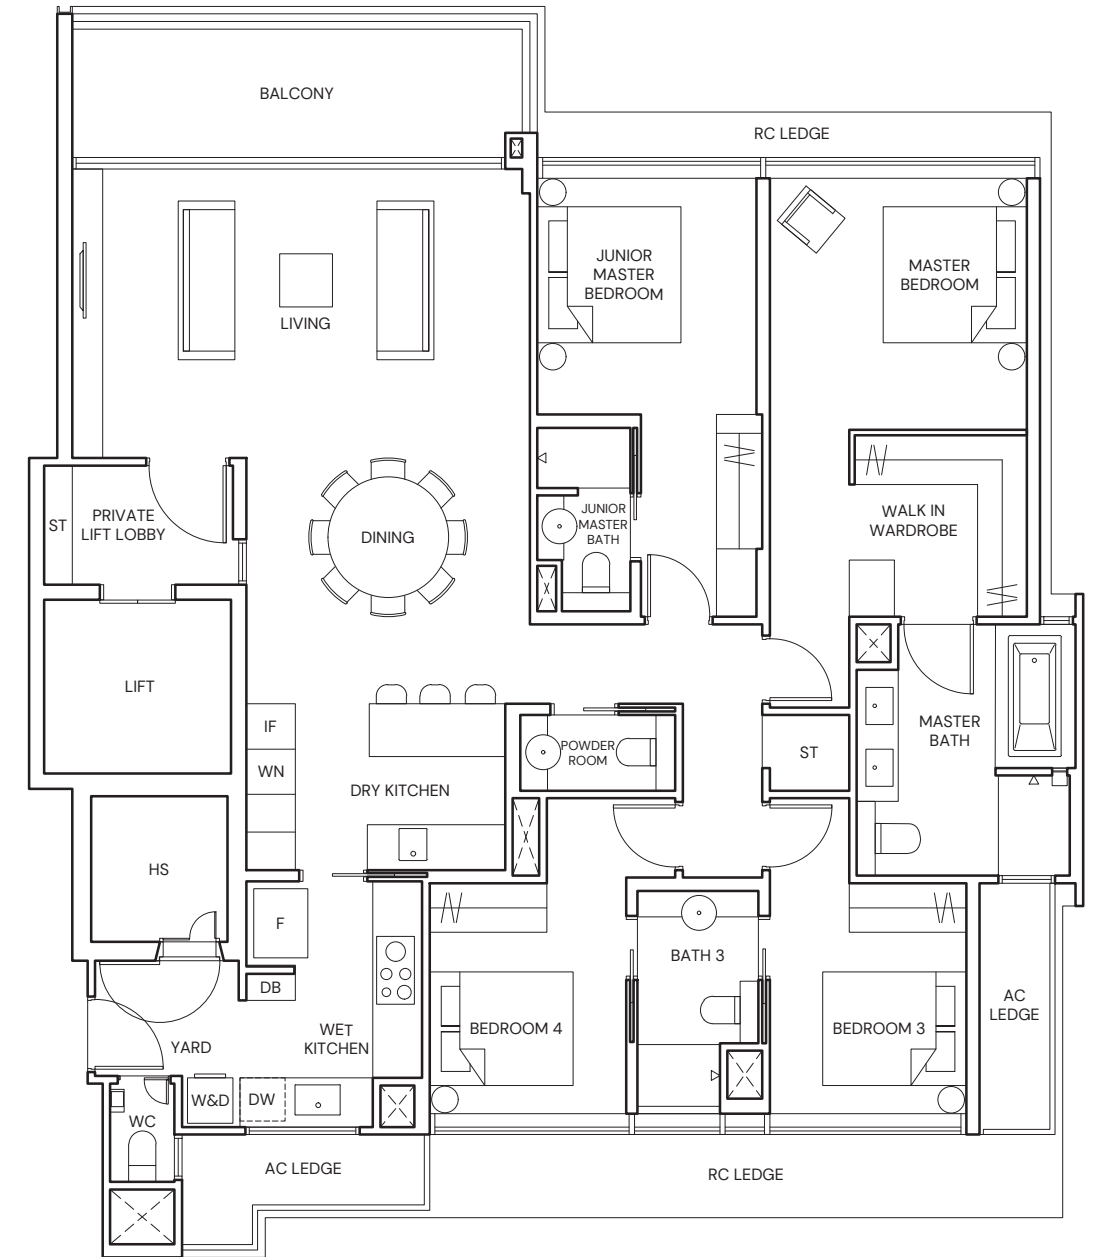 BALCONY
RC LEDGE
JUNIOR
MASTER
BEDROOM
MASTER
BEDROOM
LIVING
ST
PRIVATE
LIFT LOBBY
DINING
JUNIOR
MASTER
BATH
WALK IN
WARDROBE
LIFT
IF
WN
POWDER
ROOM
ST
MASTER
BATH
DRY KITCHEN
HS
F
DB
BATH 3
AC
LEDGE
YARD
WET
KITCHEN
BEDROOM 4
BEDROOM 3
W&D
DW
WC
AC LEDGE
RC LEDGE